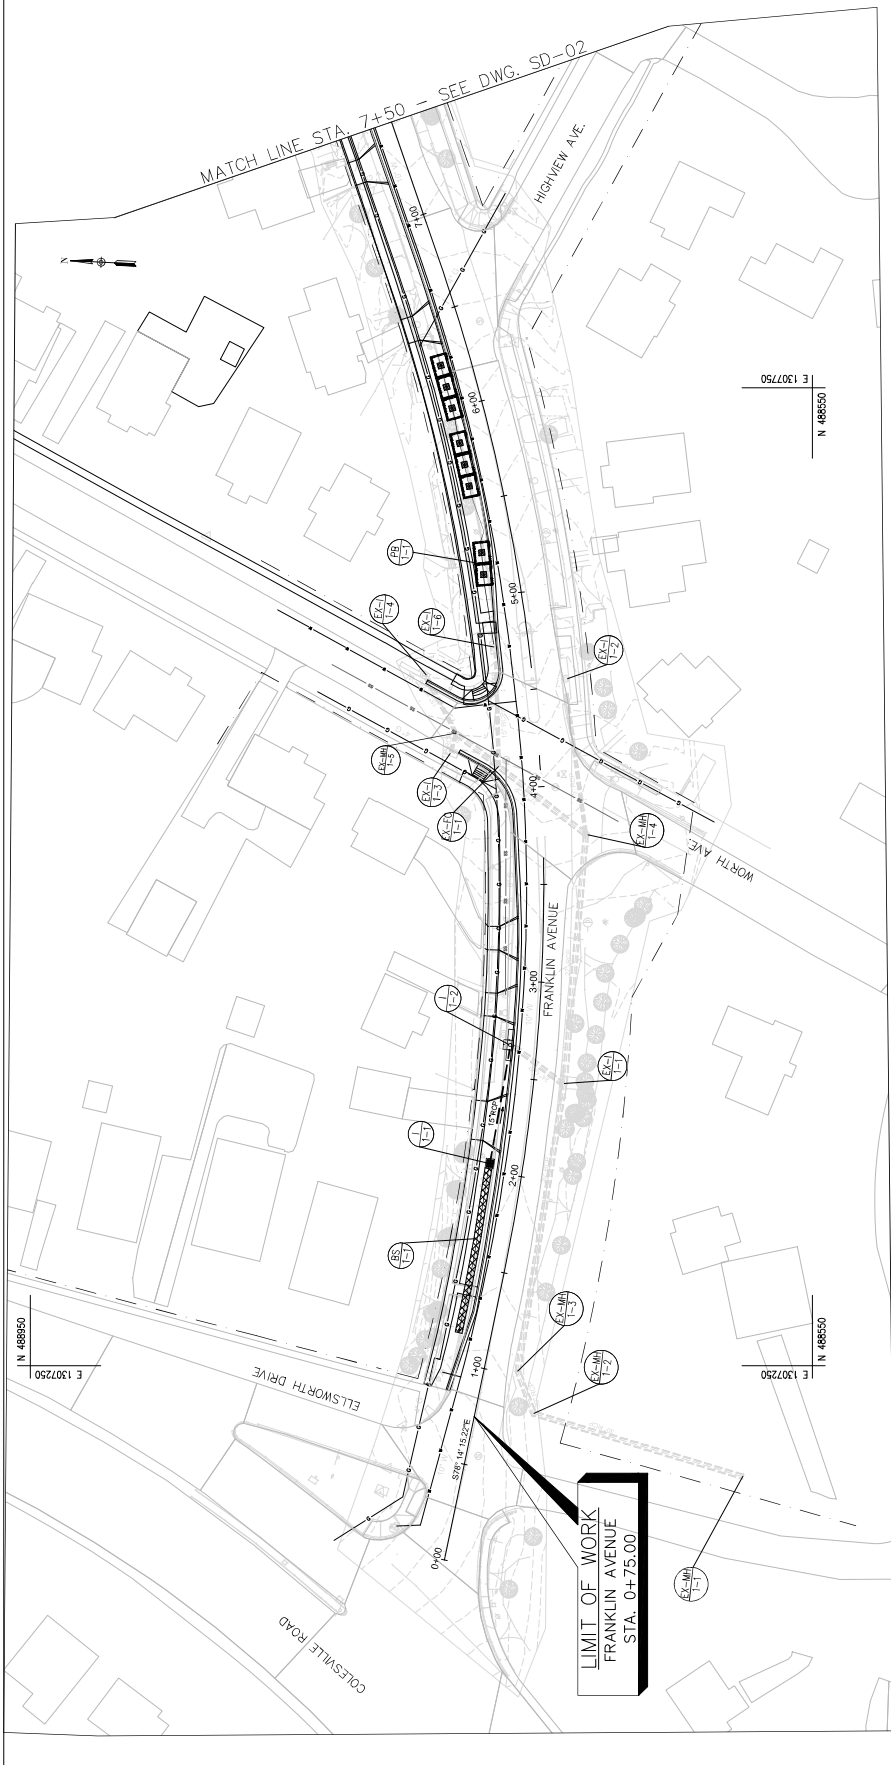 MATCH LINE STA. 7+50 - SEE DWG. SD-02
HIGHVIEW AVE.
N
7+00
E 1307750
N 488550
6+00
PB
1-1
5+00
EX-I
1-4
EX-I
1-6
EX-I
1-2
EX-MH
1-5
EX-I
1-3
EX-FO
1-1
4+00
EX-MH
1-4
WORTH AVE.
FRANKLIN AVENUE
3+00
I
1-2
EX-I
1-1
15"RCP
I
1-1
2+00
BS
1-1
N 488950
E 1307250
EX-MH
1-3
EX-MH
1-2
N 488550
E 1307250
1+00
ELLSWORTH DRIVE
S78° 14' 15.22"E
0+00
LIMIT OF WORK
FRANKLIN AVENUE
STA. 0+75.00
EX-MH
1-1
COLESVILLE ROAD